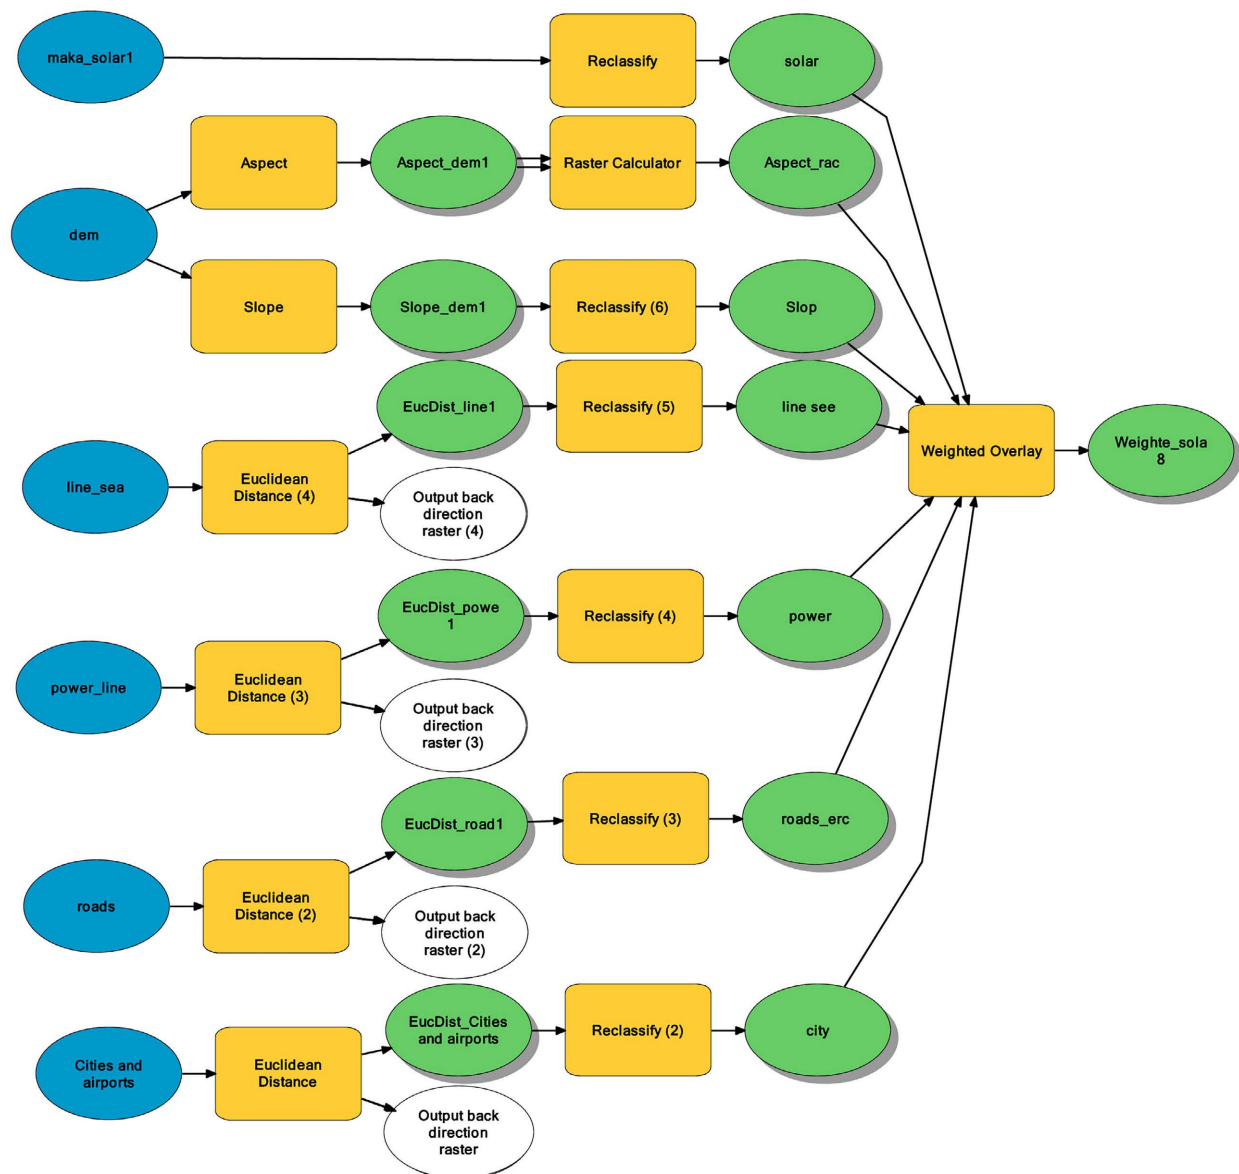 maka_solar1
Reclassify
solar
Aspect
Aspect_dem1
Raster Calculator
Aspect_rac
dem
Slope
Slope_dem1
Reclassify (6)
Slop
EucDist_line1
Reclassify (5)
line see
Weighted Overlay
Weighte_sola
8
line_sea
Euclidean
Distance (4)
Output back
direction
raster (4)
EucDist_powe
1
Reclassify (4)
power
power_line
Euclidean
Distance (3)
Output back
direction
raster (3)
EucDist_road1
Reclassify (3)
roads_erc
roads
Euclidean
Distance (2)
Output back
direction
raster (2)
EucDist_Cities
and airports
Reclassify (2)
city
Cities and
airports
Euclidean
Distance
Output back
direction
raster